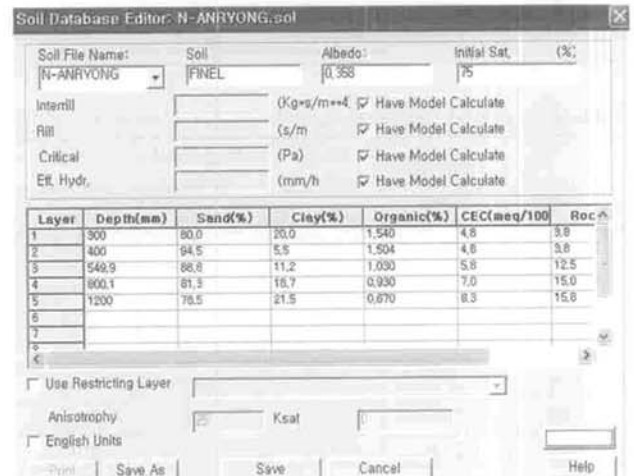 Soil Database Editor: N-ANRYONG.sol
Soil File Name: Soil Albedo: Initial Sat, (%)
N-ANRYONG FINEL 0,358 75
Interrill (Kg*s/m**4 Have Model Calculate
Rill (s/m Have Model Calculate
Critical (Pa) Have Model Calculate
Eff, Hydr, (mm/h Have Model Calculate
Layer Depth(mm) Sand(%) Clay(%) Organic(%) CEC(meq/100 Roc
1 300 80,0 20,0 1,540 4,8 3,8
2 400 94,5 5,5 1,504 4,8 3,8
3 549,9 88,8 11,2 1,030 5,8 12,5
4 800,1 81,3 18,7 0,930 7,0 15,0
5 1200 78,5 21,5 0,670 8,3 15,8
6
7
Use Restricting Layer
Anisotrophy 25 Ksat 0
English Units
Print Save As Save Cancel Help